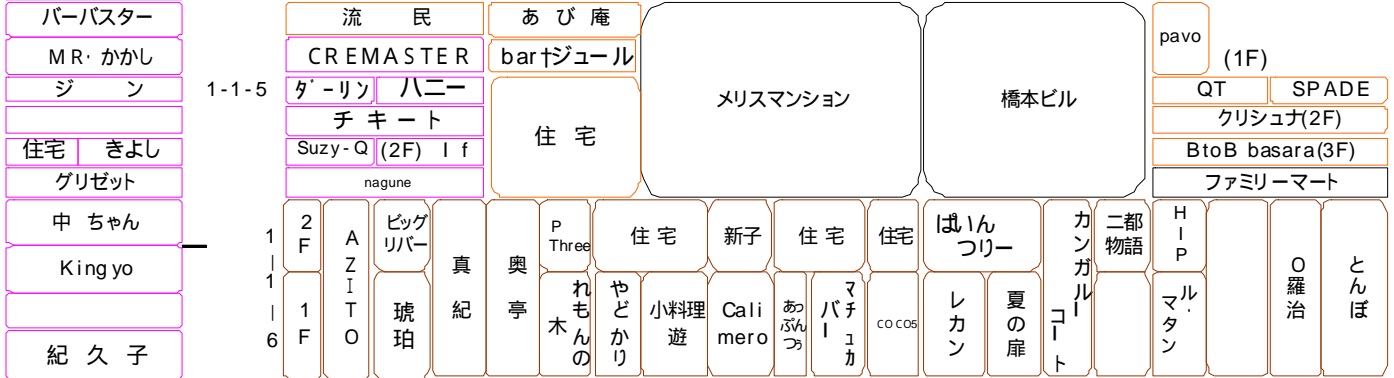 バーバスター
MR・かかし
ジン
住宅
きよし
グリゼット
中 ちゃん
Kingyo
紀久子
1-1-5
流民
CREMASTER
ダーリン
ハニー
チキート
Suzy-Q
(2F) If
nagune
あび庵
bar†ジュール
住宅
メリスマンション
橋本ビル
pavo
(1F)
QT
SPADE
クリシュナ(2F)
BtoB basara(3F)
ファミリーマート
1-1-6
2F
1F
AZITO
ビッグ
リバー
琥珀
真紀
奥亭
P
Three
れもんの
木
住宅
やどかり
小料理
遊
新子
Cali
mero
住宅
あっ
ぷん
つぅ
マチュカ
バー
住宅
cocos
ぱいん
つりー
レカン
夏の扉
カンガルー
コート
二都
物語
HIP
ル・
マタン
O羅治
とんぼ